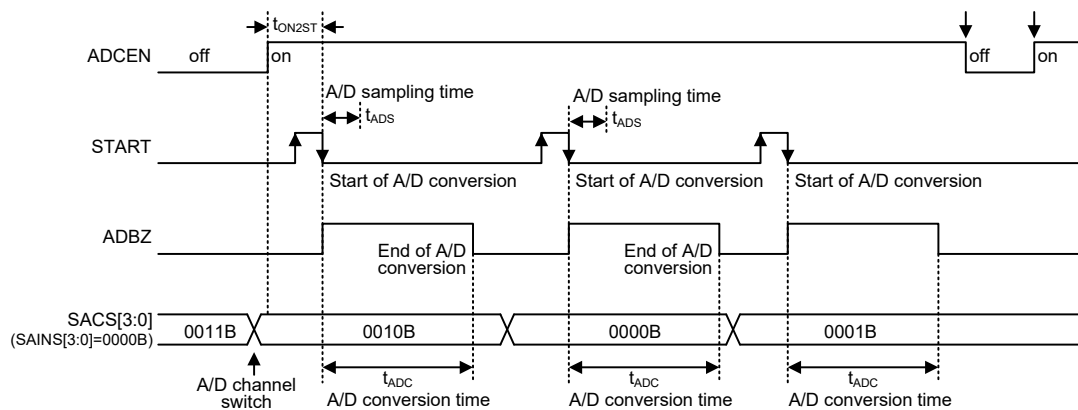 tON2ST
ADCEN
off
on
off
on
A/D sampling time
A/D sampling time
tADS
tADS
START
Start of A/D conversion
Start of A/D conversion
Start of A/D conversion
ADBZ
End of A/D
conversion
End of A/D
conversion
SACS[3:0]
(SAINS[3:0]=0000B)
0011B
0010B
0000B
0001B
A/D channel
switch
tADC
A/D conversion time
tADC
A/D conversion time
tADC
A/D conversion time